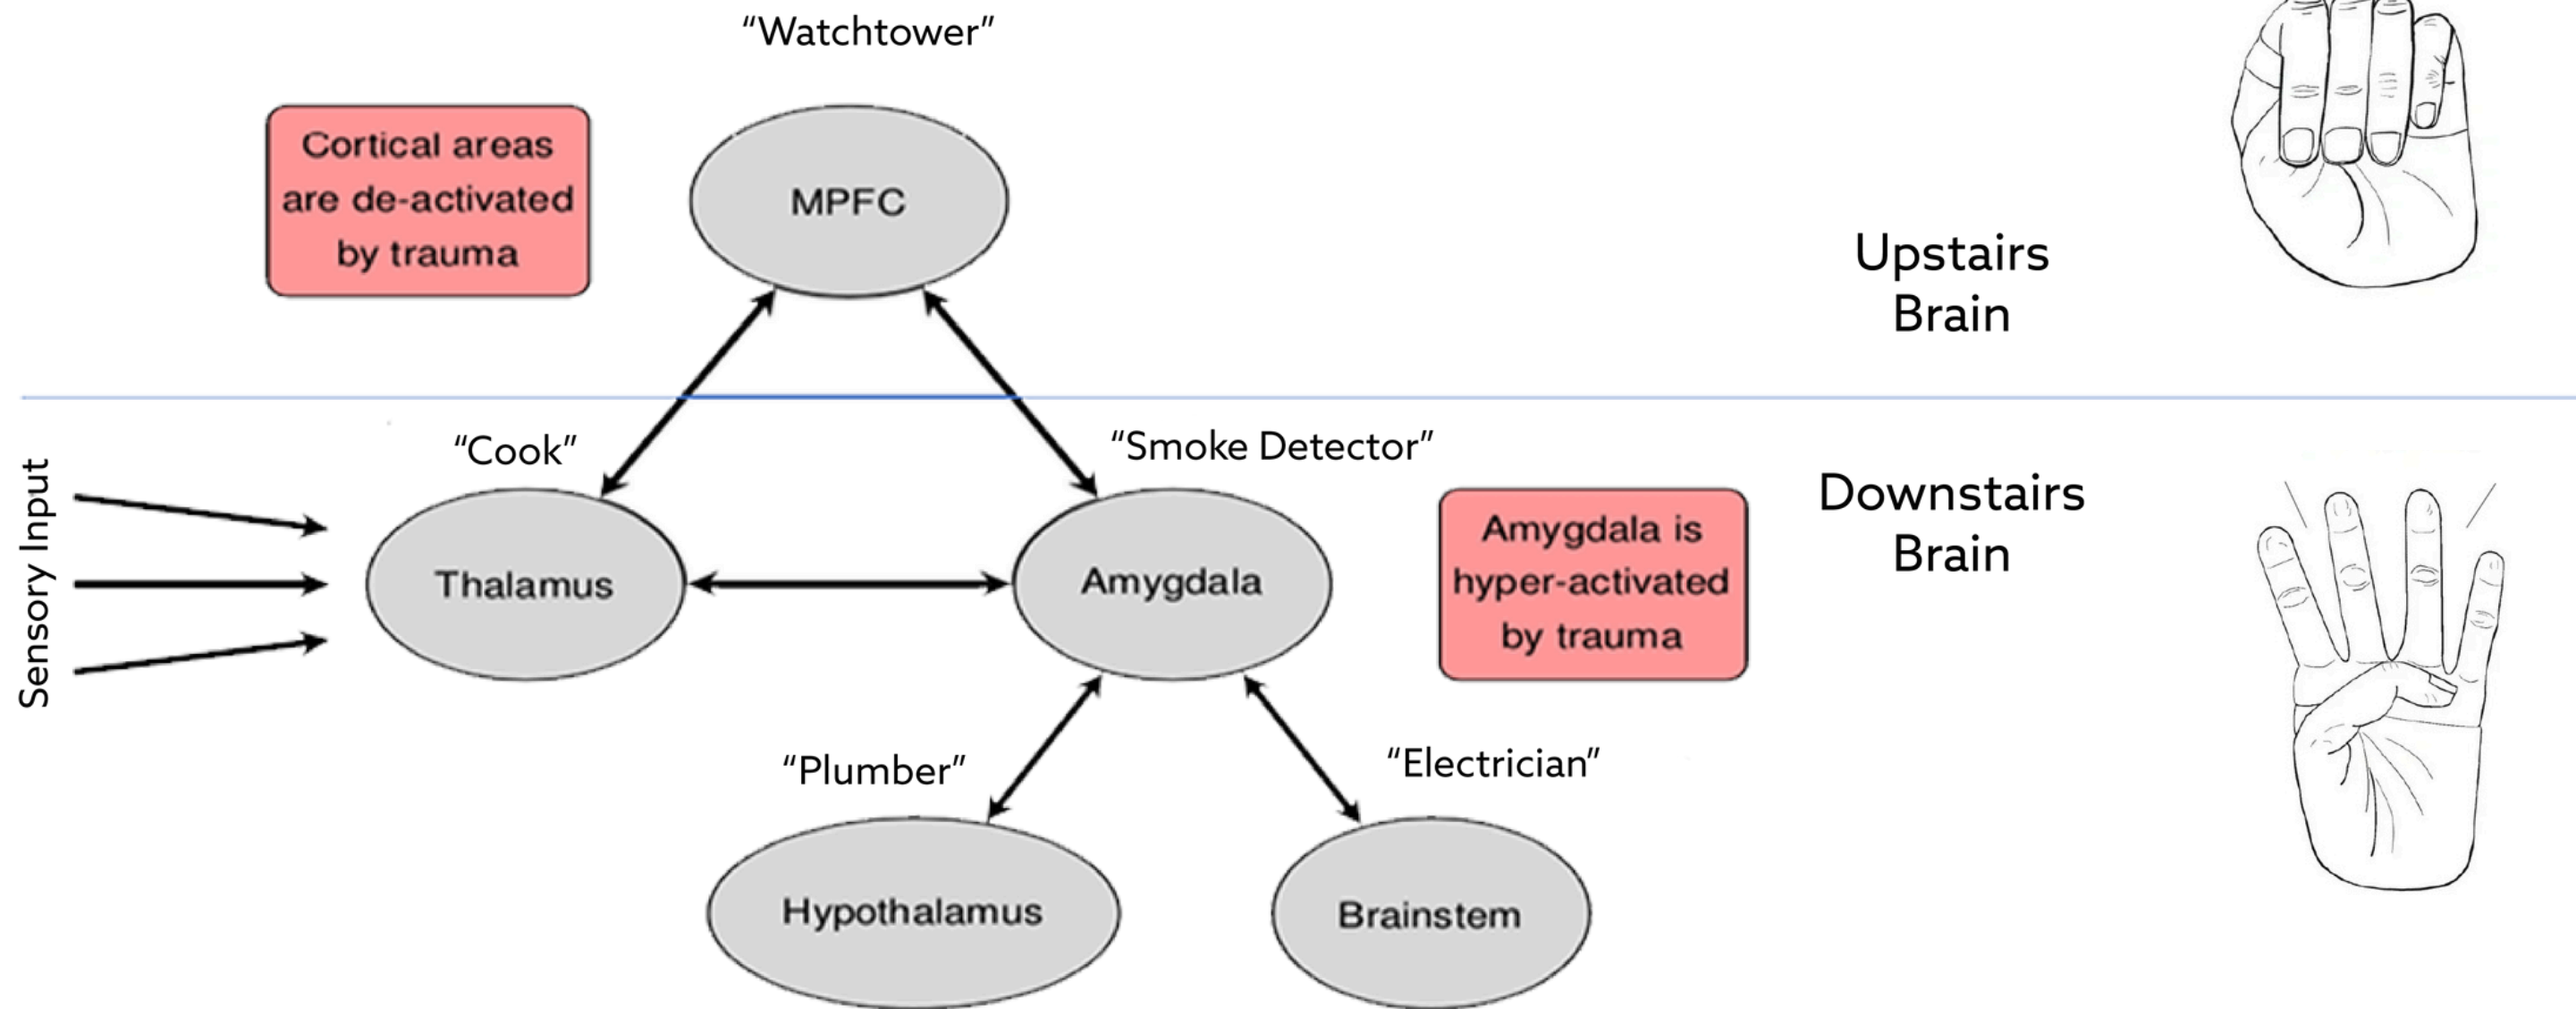 “Watchtower”
Cortical areas
are de-activated
by trauma
MPFC
Upstairs
Brain
“Cook”
“Smoke Detector”
Sensory Input
Thalamus
Amygdala
Amygdala is
hyper-activated
by trauma
Downstairs
Brain
“Plumber”
“Electrician”
Hypothalamus
Brainstem